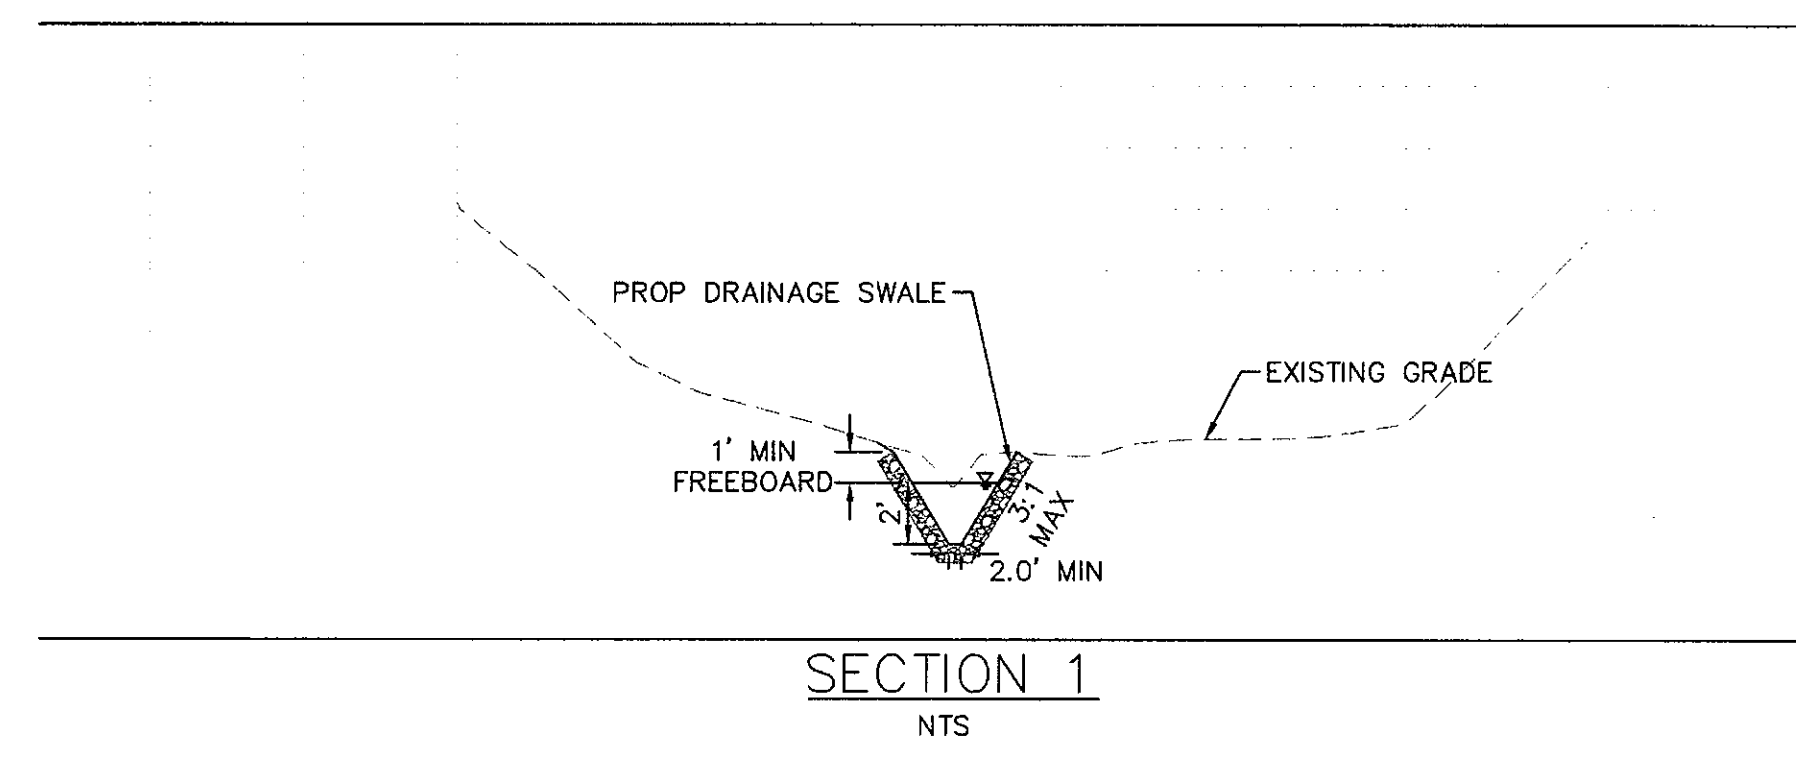 PROP DRAINAGE SWALE
EXISTING GRADE
1' MIN
FREEBOARD
2'
3:1
MAX
2.0' MIN
SECTION 1
NTS